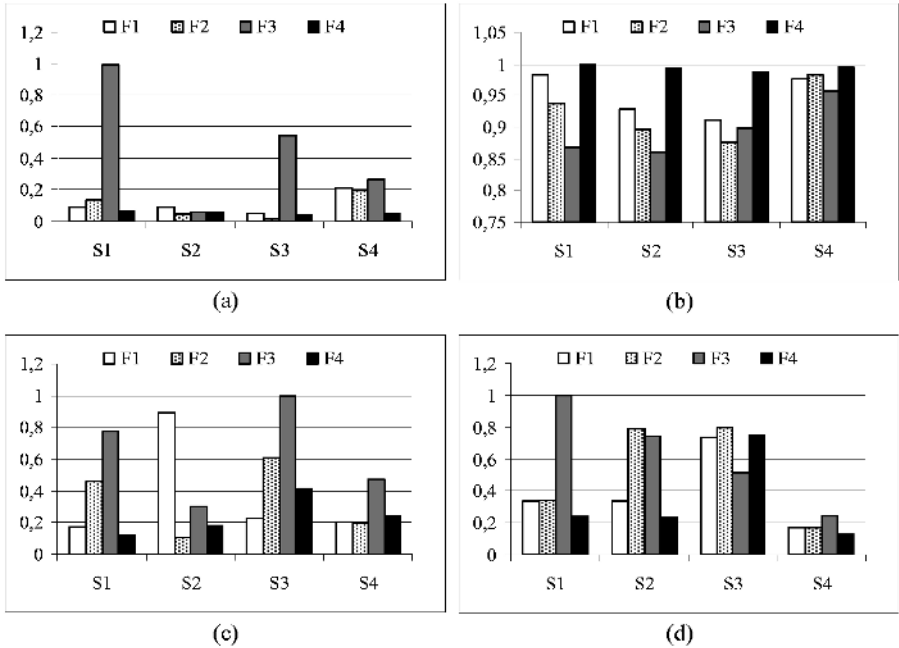 F1 F2 F3 F4
1,2
1
0,8
0,6
0,4
0,2
0
S1 S2 S3 S4
(a)
F1 F2 F3 F4
1,05
1
0,95
0,9
0,85
0,8
0,75
S1 S2 S3 S4
(b)
F1 F2 F3 F4
1,2
1
0,8
0,6
0,4
0,2
0
S1 S2 S3 S4
(c)
F1 F2 F3 F4
1,2
1
0,8
0,6
0,4
0,2
0
S1 S2 S3 S4
(d)